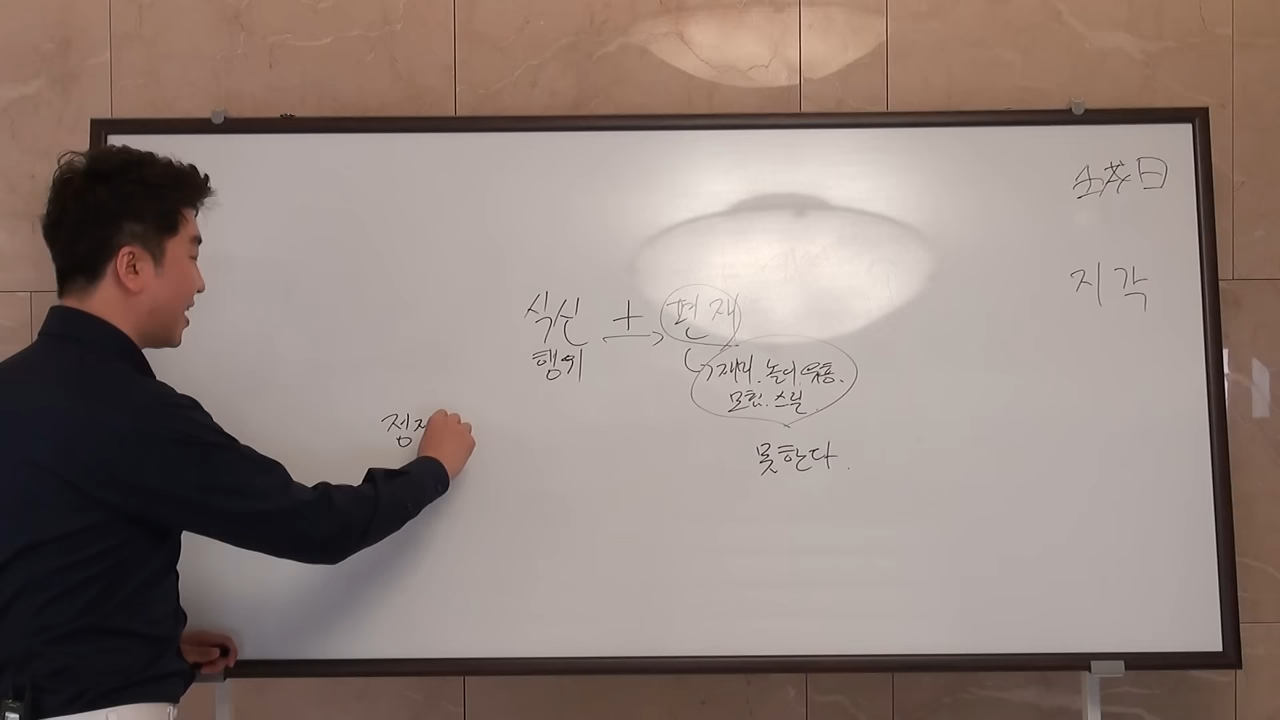 日
지각
식신 + 편재
행위
재미. 놀이. 유흥.
모험. 스릴.
못한다.